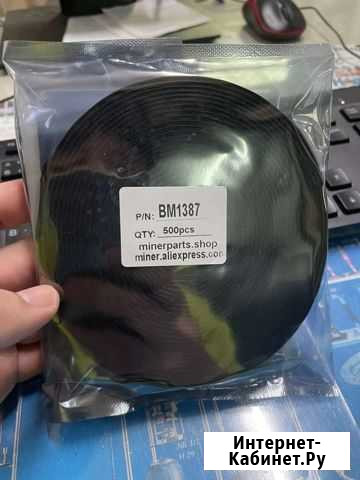 P/N: BM1387
QTY: 500pcs
minerparts.shop
miner.aliexpress.com
Интернет-
Кабинет.Ру